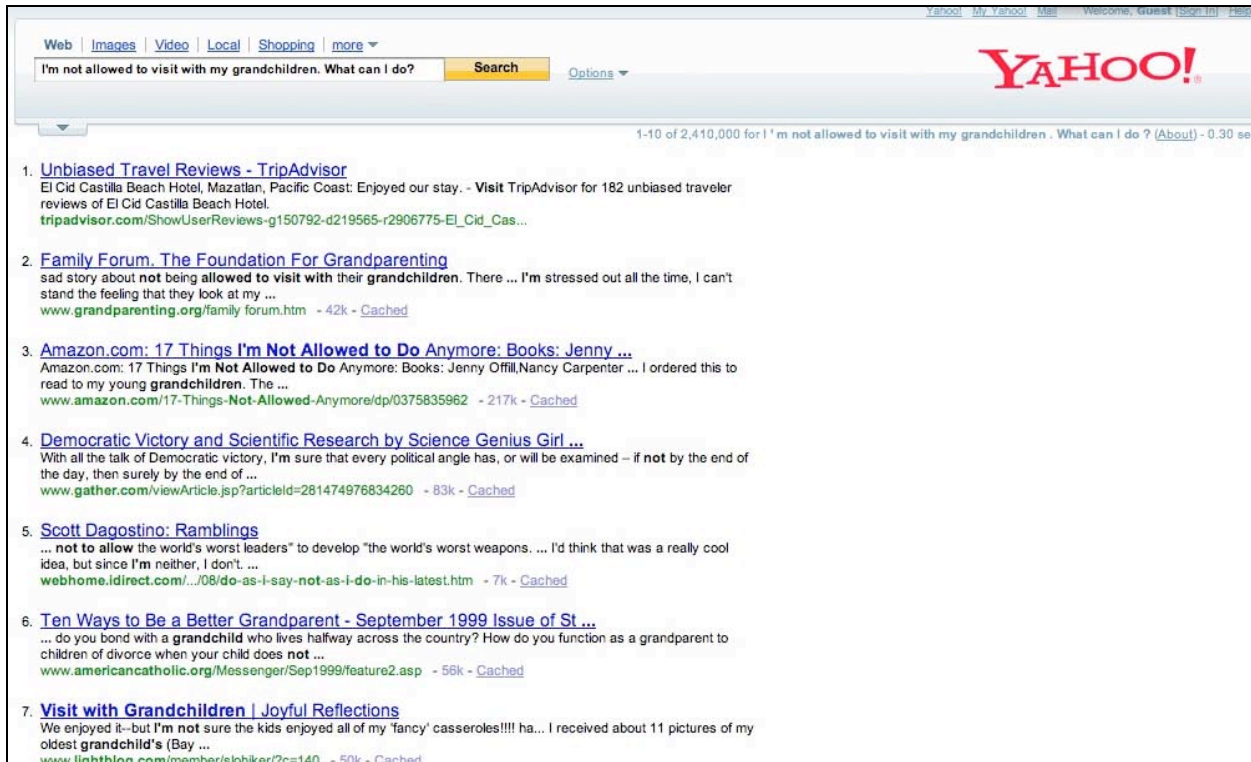 Yahoo! My Yahoo! Mail Welcome, Guest [Sign In] Help
Web Images Video Local Shopping more
I'm not allowed to visit with my grandchildren. What can I do? Search Options YAHOO!
1-10 of 2,410,000 for I ' m not allowed to visit with my grandchildren . What can I do ? (About) - 0.30 se
1. Unbiased Travel Reviews - TripAdvisor
El Cid Castilla Beach Hotel, Mazatlan, Pacific Coast: Enjoyed our stay. - Visit TripAdvisor for 182 unbiased traveler
reviews of El Cid Castilla Beach Hotel.
tripadvisor.com/ShowUserReviews-g150792-d219565-r2906775-El_Cid_Cas...
2. Family Forum. The Foundation For Grandparenting
sad story about not being allowed to visit with their grandchildren. There ... I'm stressed out all the time, I can't
stand the feeling that they look at my ...
www.grandparenting.org/family forum.htm - 42k - Cached
3. Amazon.com: 17 Things I'm Not Allowed to Do Anymore: Books: Jenny ...
Amazon.com: 17 Things I'm Not Allowed to Do Anymore: Books: Jenny Offill,Nancy Carpenter ... I ordered this to
read to my young grandchildren. The ...
www.amazon.com/17-Things-Not-Allowed-Anymore/dp/0375835962 - 217k - Cached
4. Democratic Victory and Scientific Research by Science Genius Girl ...
With all the talk of Democratic victory, I'm sure that every political angle has, or will be examined – if not by the end of
the day, then surely by the end of ...
www.gather.com/viewArticle.jsp?articleId=281474976834260 - 83k - Cached
5. Scott Dagostino: Ramblings
... not to allow the world's worst leaders" to develop "the world's worst weapons. ... I'd think that was a really cool
idea, but since I'm neither, I don't. ...
webhome.idirect.com/.../08/do-as-i-say-not-as-i-do-in-his-latest.htm - 7k - Cached
6. Ten Ways to Be a Better Grandparent - September 1999 Issue of St ...
... do you bond with a grandchild who lives halfway across the country? How do you function as a grandparent to
children of divorce when your child does not ...
www.americancatholic.org/Messenger/Sep1999/feature2.asp - 56k - Cached
7. Visit with Grandchildren | Joyful Reflections
We enjoyed it--but I'm not sure the kids enjoyed all of my 'fancy' casseroles!!!! ha... I received about 11 pictures of my
oldest grandchild's (Bay ...
www.lightblog.com/member/slohiker/?c=140 - 50k - Cached